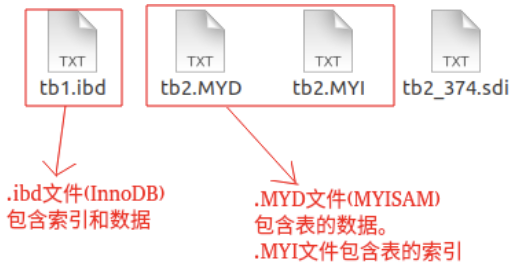 TXT TXT TXT TXT
tb1.ibd tb2.MYD tb2.MYI tb2_374.sdi
.ibd文件(InnoDB)
包含索引和数据
.MYD文件(MYISAM)
包含表的数据。
.MYI文件包含表的索引